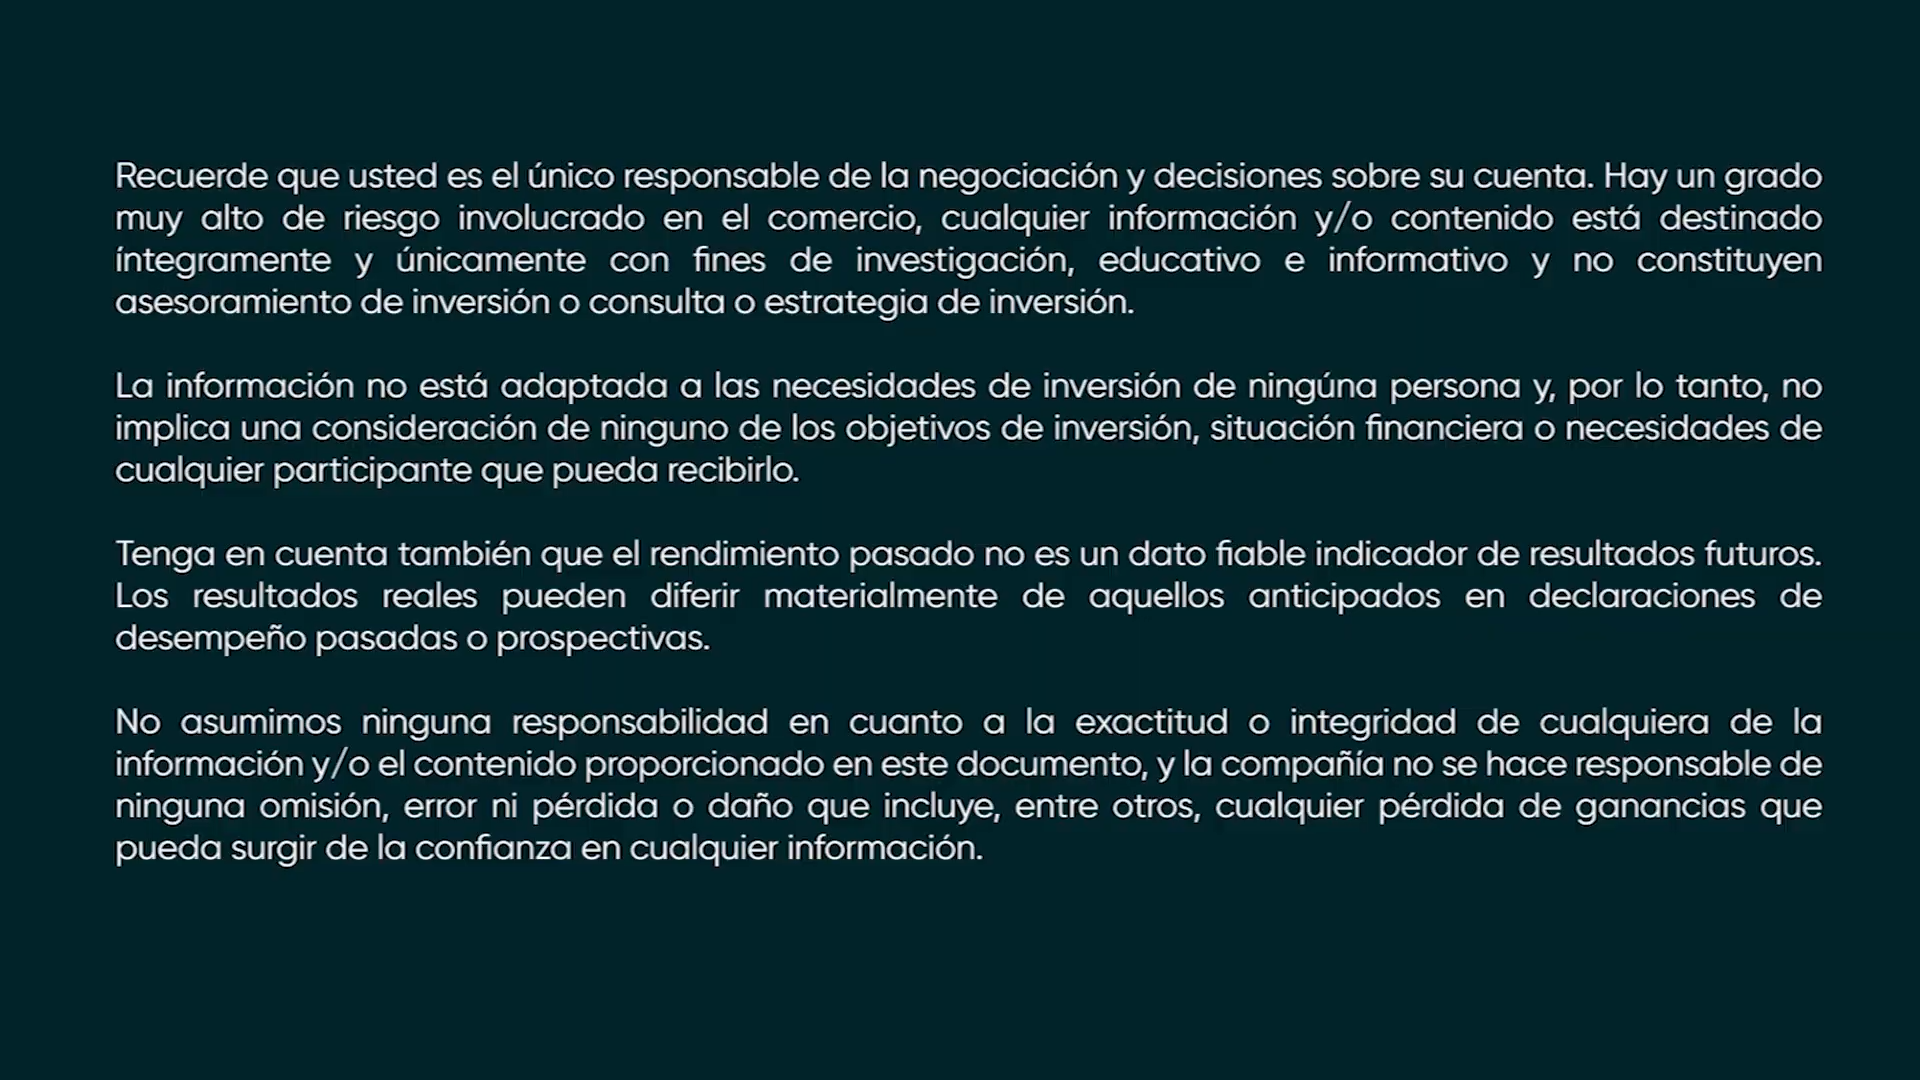 Recuerde que usted es el único responsable de la negociación y decisiones sobre su cuenta. Hay un grado
muy alto de riesgo involucrado en el comercio, cualquier información y/o contenido está destinado
íntegramente y únicamente con fines de investigación, educativo e informativo y no constituyen
asesoramiento de inversión o consulta o estrategia de inversión.
La información no está adaptada a las necesidades de inversión de ningúna persona y, por lo tanto, no
implica una consideración de ninguno de los objetivos de inversión, situación financiera o necesidades de
cualquier participante que pueda recibirlo.
Tenga en cuenta también que el rendimiento pasado no es un dato fiable indicador de resultados futuros.
Los resultados reales pueden diferir materialmente de aquellos anticipados en declaraciones de
desempeño pasadas o prospectivas.
No asumimos ninguna responsabilidad en cuanto a la exactitud o integridad de cualquiera de la
información y/o el contenido proporcionado en este documento, y la compañía no se hace responsable de
ninguna omisión, error ni pérdida o daño que incluye, entre otros, cualquier pérdida de ganancias que
pueda surgir de la confianza en cualquier información.